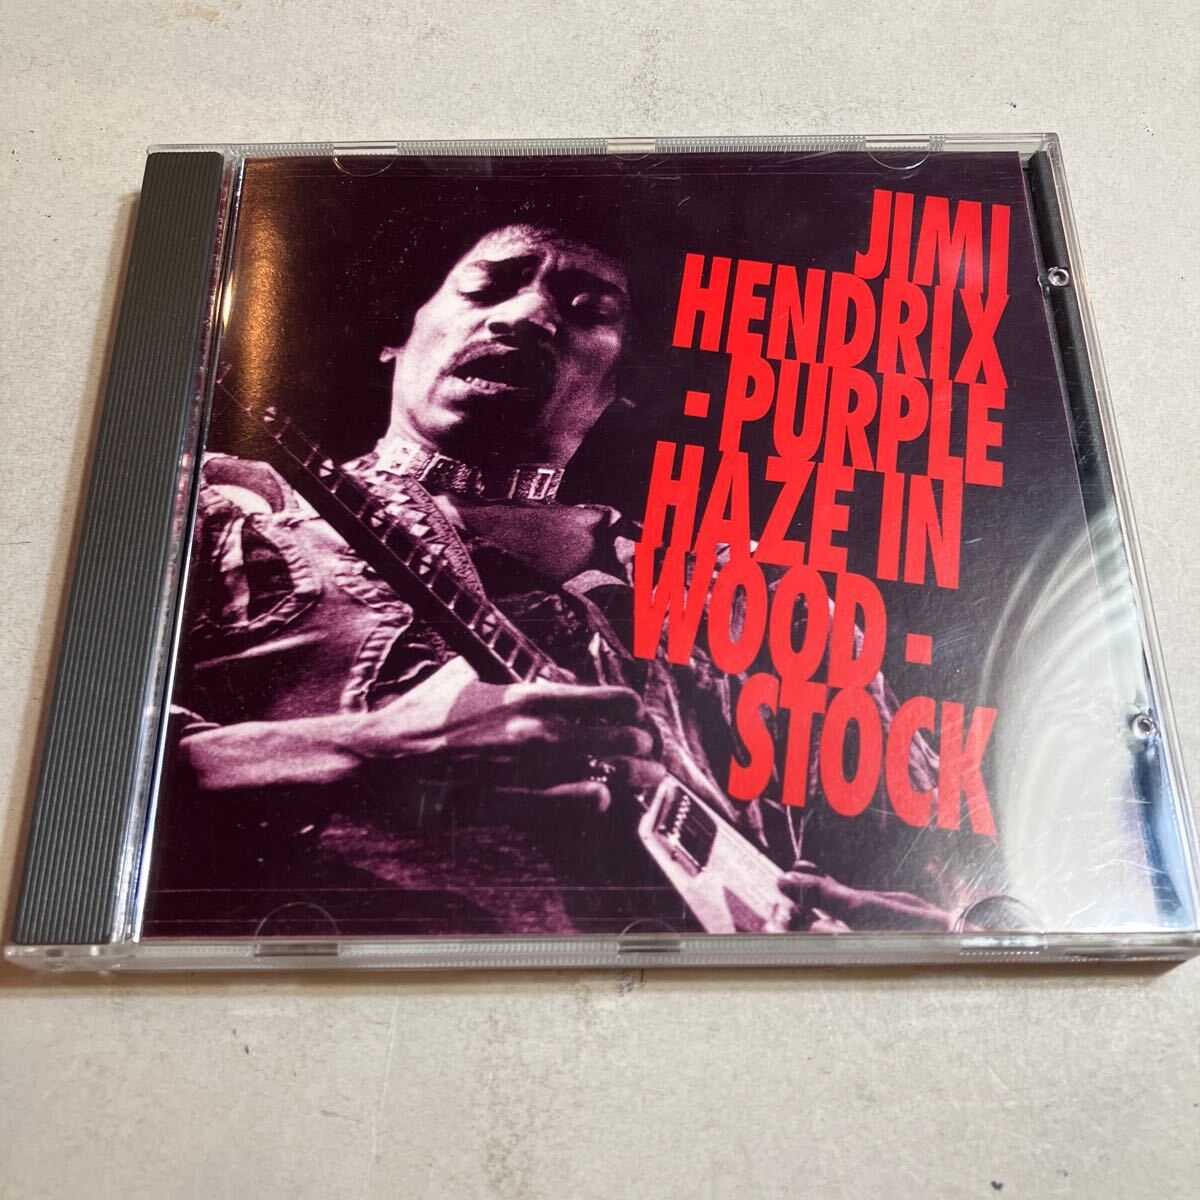 JIMI
HENDRIX
- PURPLE
HAZE IN
WOOD -
STOCK